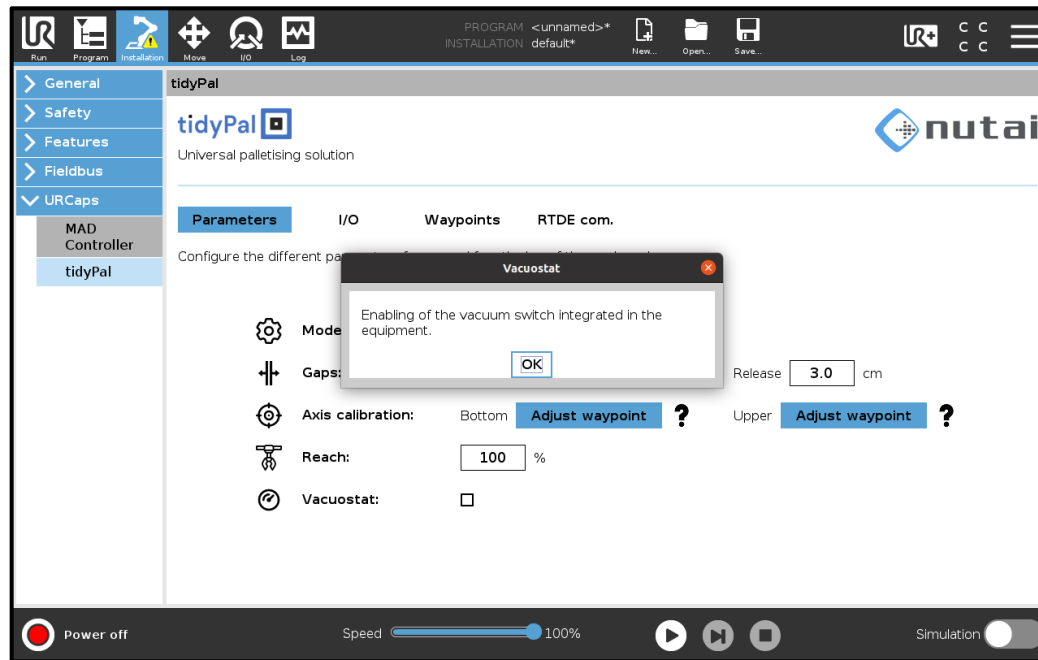 PROGRAM <unnamed>*
INSTALLATION default*
Run Program Installation Move I/O Log New... Open... Save...
UR+
C C
C C
General
Safety
Features
Fieldbus
URCaps
MAD
Controller
tidyPal
tidyPal
tidyPal
nutai
Universal palletising solution
Parameters I/O Waypoints RTDE com.
Configure the different
Vacuostat
Enabling of the vacuum switch integrated in the
equipment.
OK
Mode
Gaps: Release 3.0 cm
Axis calibration: Bottom Adjust waypoint ? Upper Adjust waypoint ?
Reach: 100 %
Vacuostat:
Power off Speed 100% Simulation